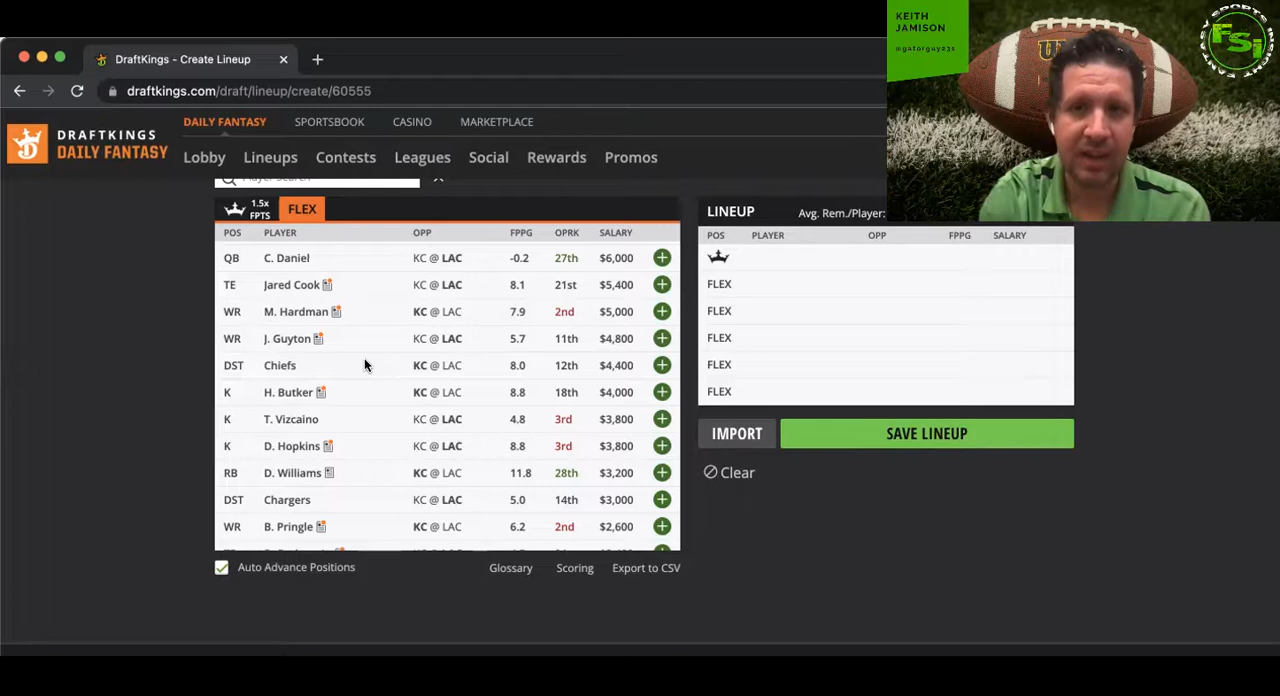 KEITH
JAMISON
@gatorguy23s
FSi
DraftKings - Create Lineup
draftkings.com/draft/lineup/create/60555
DRAFTKINGS
DAILY FANTASY
DAILY FANTASY SPORTSBOOK CASINO MARKETPLACE
Lobby Lineups Contests Leagues Social Rewards Promos
Player Search
1.5x
FPTS
FLEX
POS PLAYER OPP FPPG OPRK SALARY
QB C. Daniel KC @ LAC -0.2 27th $6,000
TE Jared Cook KC @ LAC 8.1 21st $5,400
WR M. Hardman KC @ LAC 7.9 2nd $5,000
WR J. Guyton KC @ LAC 5.7 11th $4,800
DST Chiefs KC @ LAC 8.0 12th $4,400
K H. Butker KC @ LAC 8.8 18th $4,000
K T. Vizcaino KC @ LAC 4.8 3rd $3,800
K D. Hopkins KC @ LAC 8.8 3rd $3,800
RB D. Williams KC @ LAC 11.8 28th $3,200
DST Chargers KC @ LAC 5.0 14th $3,000
WR B. Pringle KC @ LAC 6.2 2nd $2,600
Auto Advance Positions Glossary Scoring Export to CSV
LINEUP Avg. Rem./Player:
POS PLAYER OPP FPPG SALARY
FLEX
FLEX
FLEX
FLEX
FLEX
IMPORT SAVE LINEUP
Clear